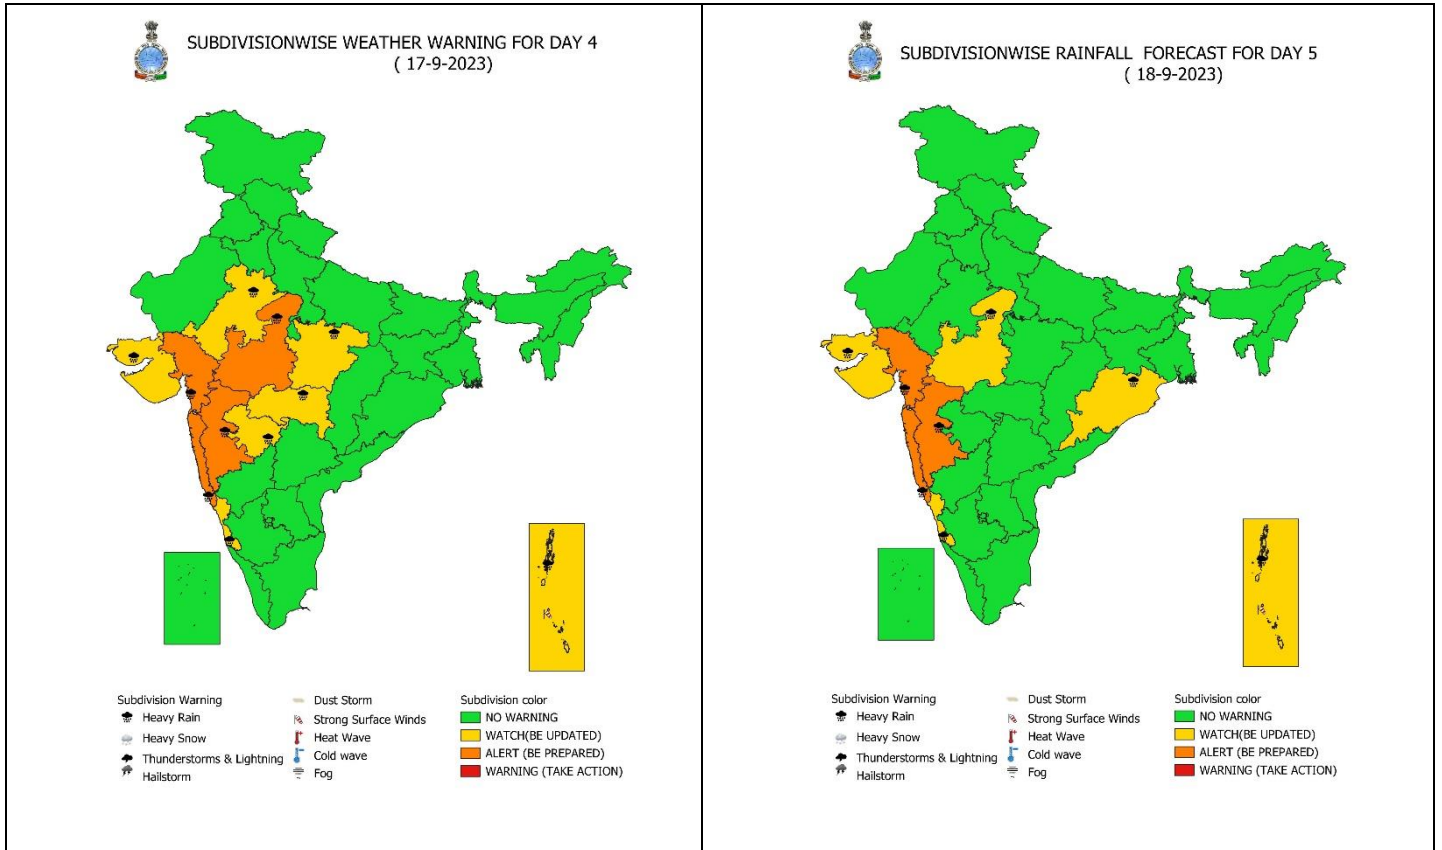 SUBDIVISIONWISE WEATHER WARNING FOR DAY 4
( 17-9-2023)
Subdivision Warning
Heavy Rain
Heavy Snow
Thunderstorms & Lightning
Hailstorm
Dust Storm
Strong Surface Winds
Heat Wave
Cold wave
Fog
Subdivision color
NO WARNING
WATCH(BE UPDATED)
ALERT (BE PREPARED)
WARNING (TAKE ACTION)
SUBDIVISIONWISE RAINFALL FORECAST FOR DAY 5
( 18-9-2023)
Subdivision Warning
Heavy Rain
Heavy Snow
Thunderstorms & Lightning
Hailstorm
Dust Storm
Strong Surface Winds
Heat Wave
Cold wave
Fog
Subdivision color
NO WARNING
WATCH(BE UPDATED)
ALERT (BE PREPARED)
WARNING (TAKE ACTION)